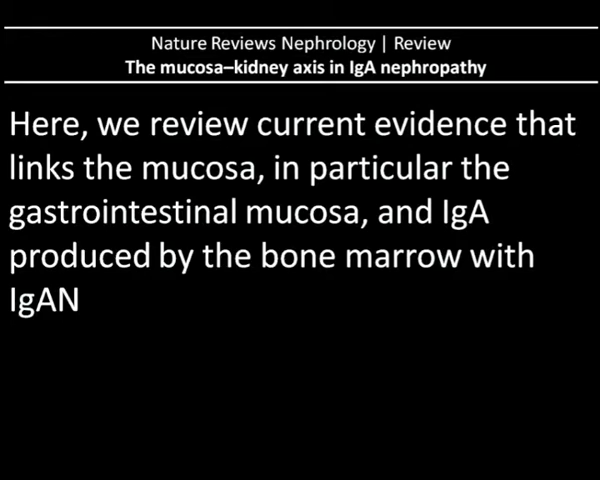 Nature Reviews Nephrology | Review
The mucosa–kidney axis in IgA nephropathy
Here, we review current evidence that
links the mucosa, in particular the
gastrointestinal mucosa, and IgA
produced by the bone marrow with
IgAN